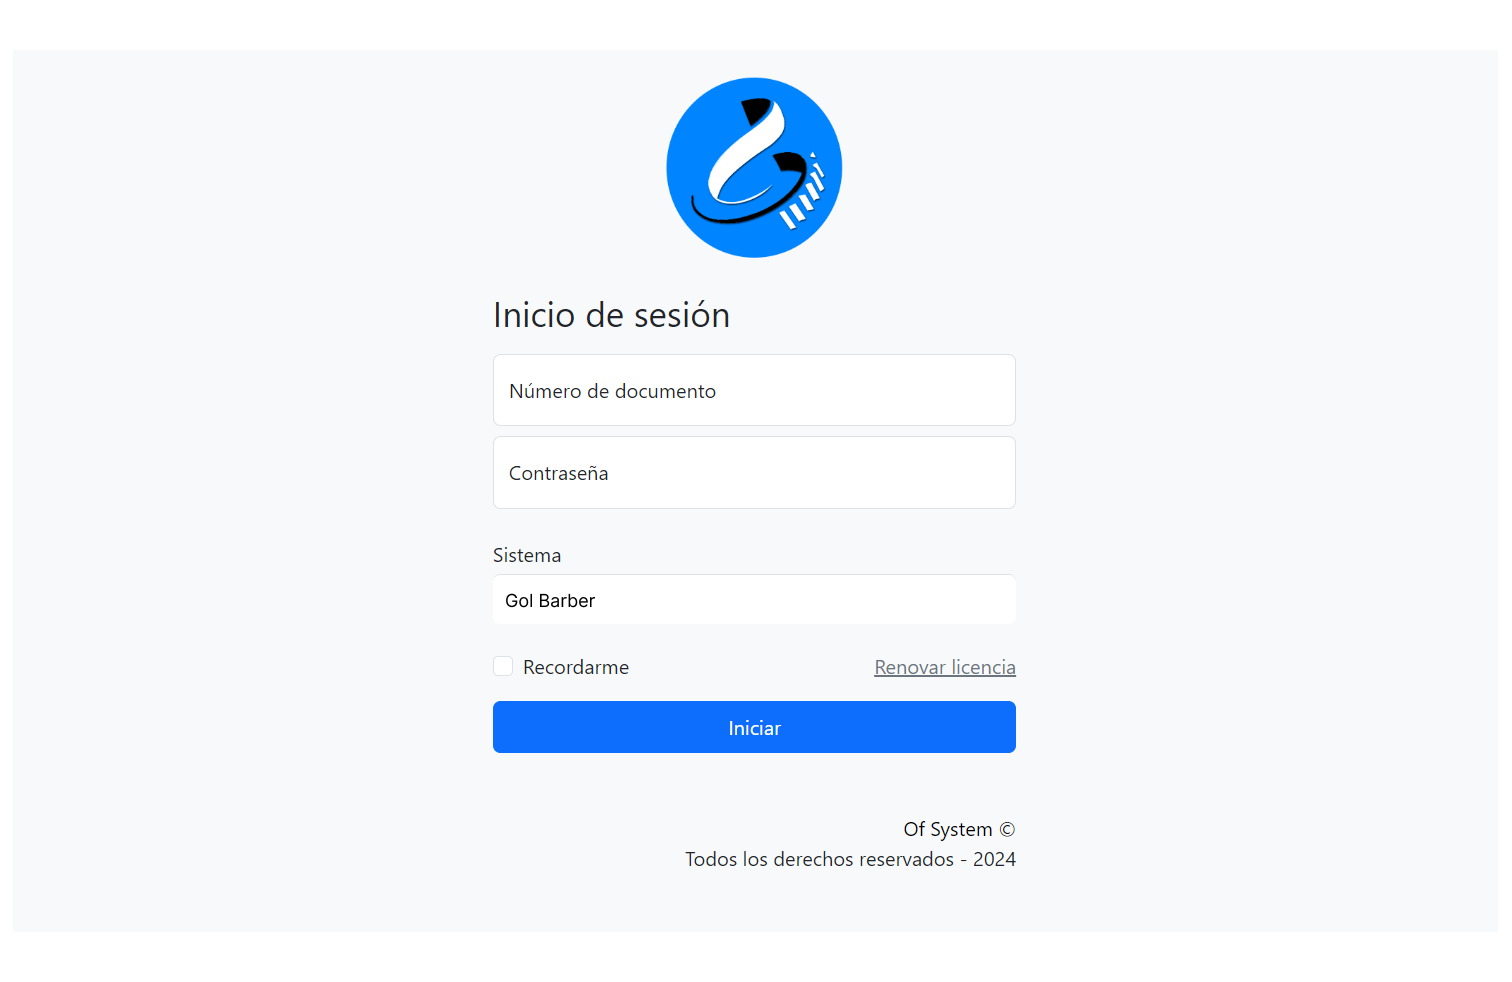 Inicio de sesión
Número de documento
Contraseña
Sistema
Gol Barber
Recordarme
Renovar licencia
Iniciar
Of System ©
Todos los derechos reservados - 2024